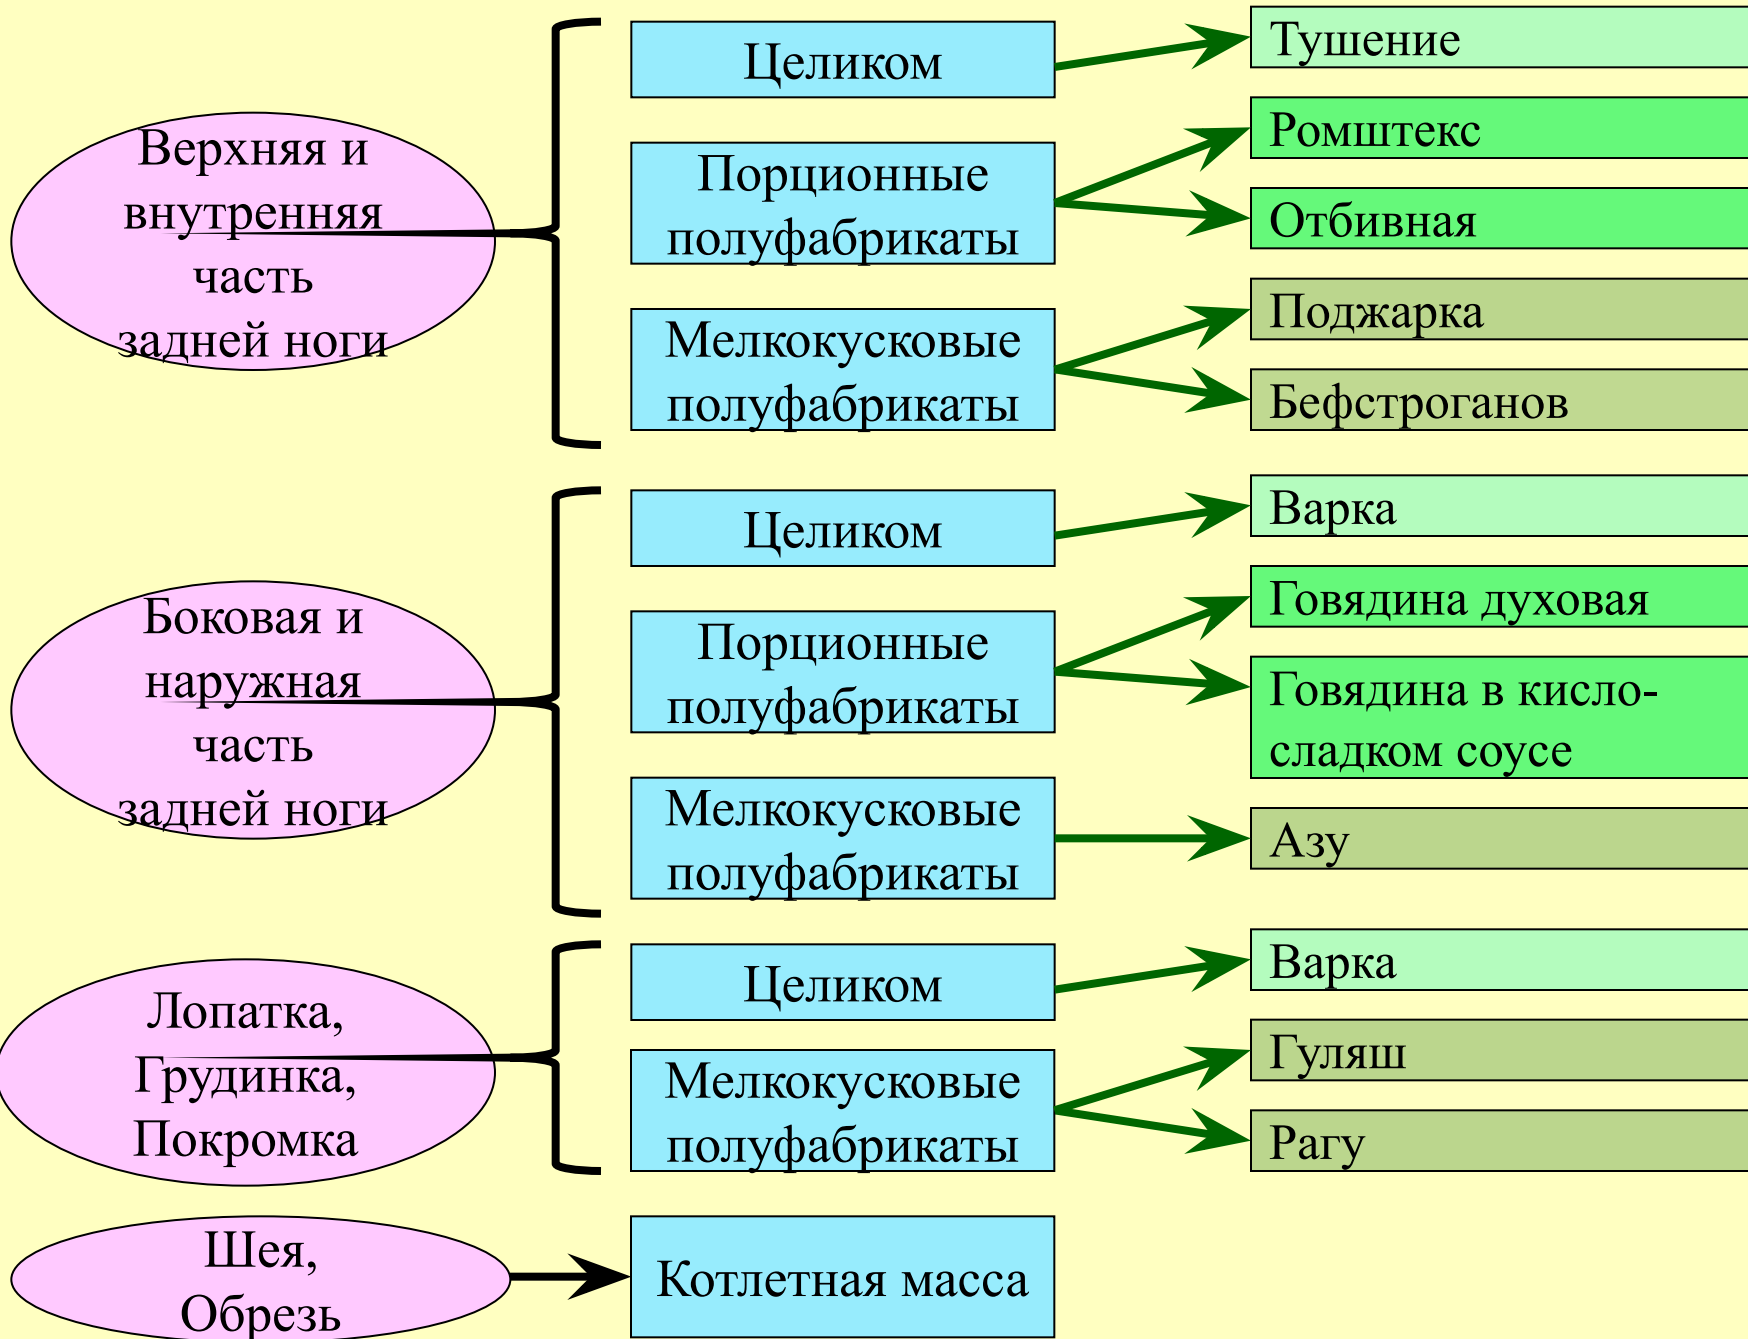 Верхняя и
внутренняя
часть
задней ноги
Целиком
Тушение
Порционные
полуфабрикаты
Ромштекс
Отбивная
Мелкокусковые
полуфабрикаты
Поджарка
Бефстроганов
Боковая и
наружная
часть
задней ноги
Целиком
Варка
Порционные
полуфабрикаты
Говядина духовая
Говядина в кисло-
сладком соусе
Мелкокусковые
полуфабрикаты
Азу
Лопатка,
Грудинка,
Покромка
Целиком
Варка
Мелкокусковые
полуфабрикаты
Гуляш
Рагу
Шея,
Обрезь
Котлетная масса